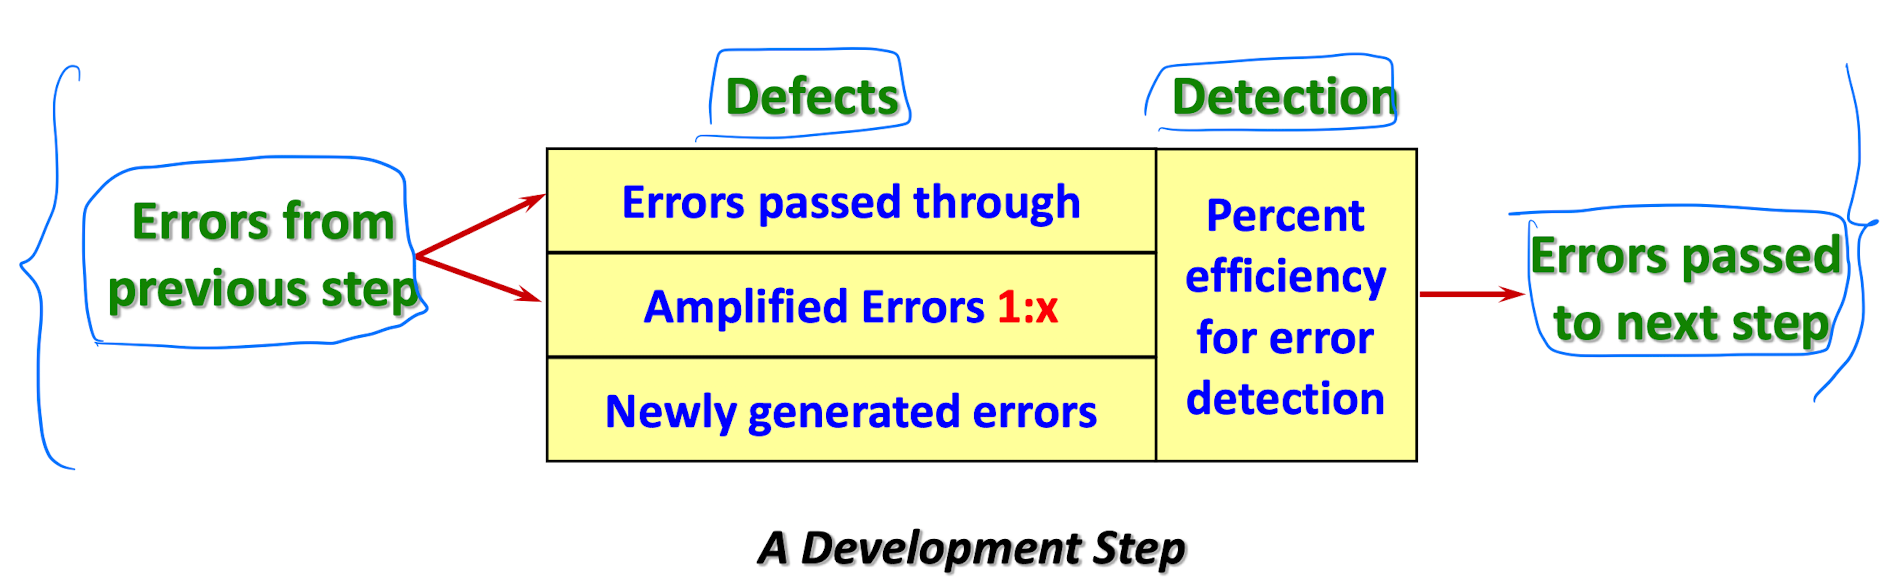 Defects
Detection
Errors from
previous step
Errors passed through
Amplified Errors 1:x
Newly generated errors
Percent
efficiency
for error
detection
Errors passed
to next step
A Development Step